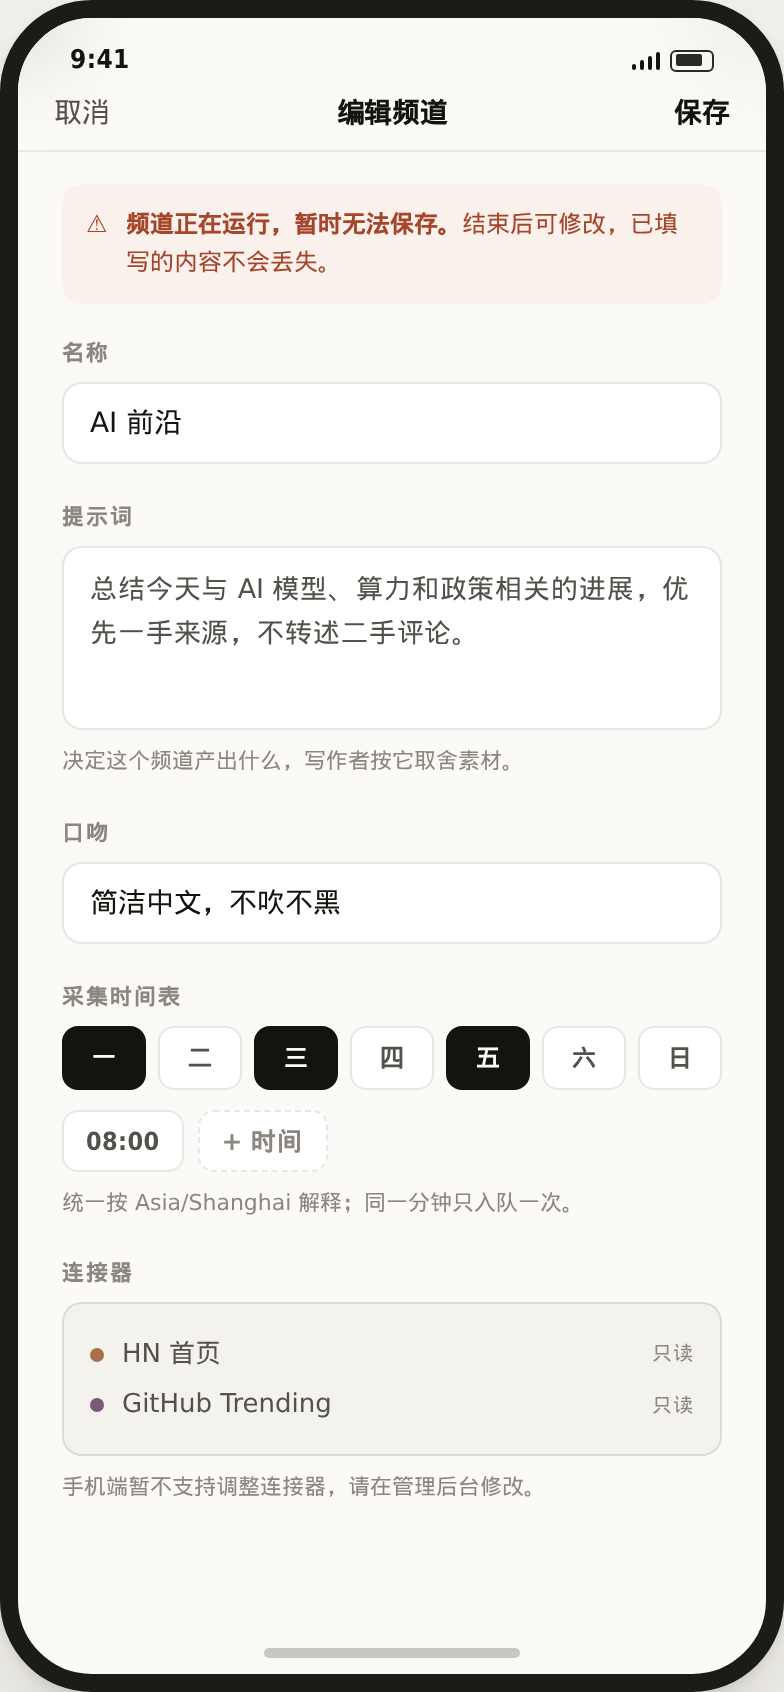 9:41
取消 编辑频道 保存
⚠ 频道正在运行，暂时无法保存。结束后可修改，已填
写的内容不会丢失。
名称
AI 前沿
提示词
总结今天与 AI 模型、算力和政策相关的进展，优
先一手来源，不转述二手评论。
决定这个频道产出什么，写作者按它取舍素材。
口吻
简洁中文，不吹不黑
采集时间表
一 二 三 四 五 六 日
08:00 + 时间
统一按 Asia/Shanghai 解释；同一分钟只入队一次。
连接器
HN 首页 只读
GitHub Trending 只读
手机端暂不支持调整连接器，请在管理后台修改。